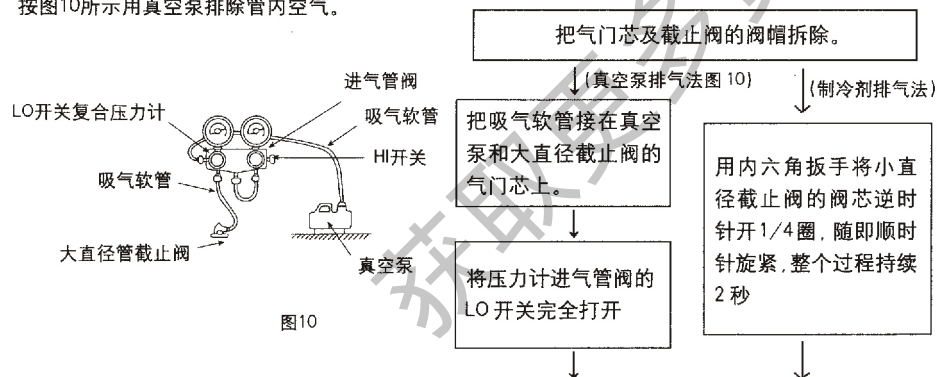 按图10所示用真空泵排除管内空气。
进气管阀
LO开关复合压力计
吸气软管
HI开关
吸气软管
大直径管截止阀
真空泵
图10
把气门芯及截止阀的阀帽拆除。
(真空泵排气法图10)
(制冷剂排气法)
把吸气软管接在真空
泵和大直径截止阀的
气门芯上。
将压力计进气管阀的
LO开关完全打开
用内六角扳手将小直
径截止阀的阀芯逆时
针开1/4圈,随即顺时
针旋紧,整个过程持续
2秒
获取更多